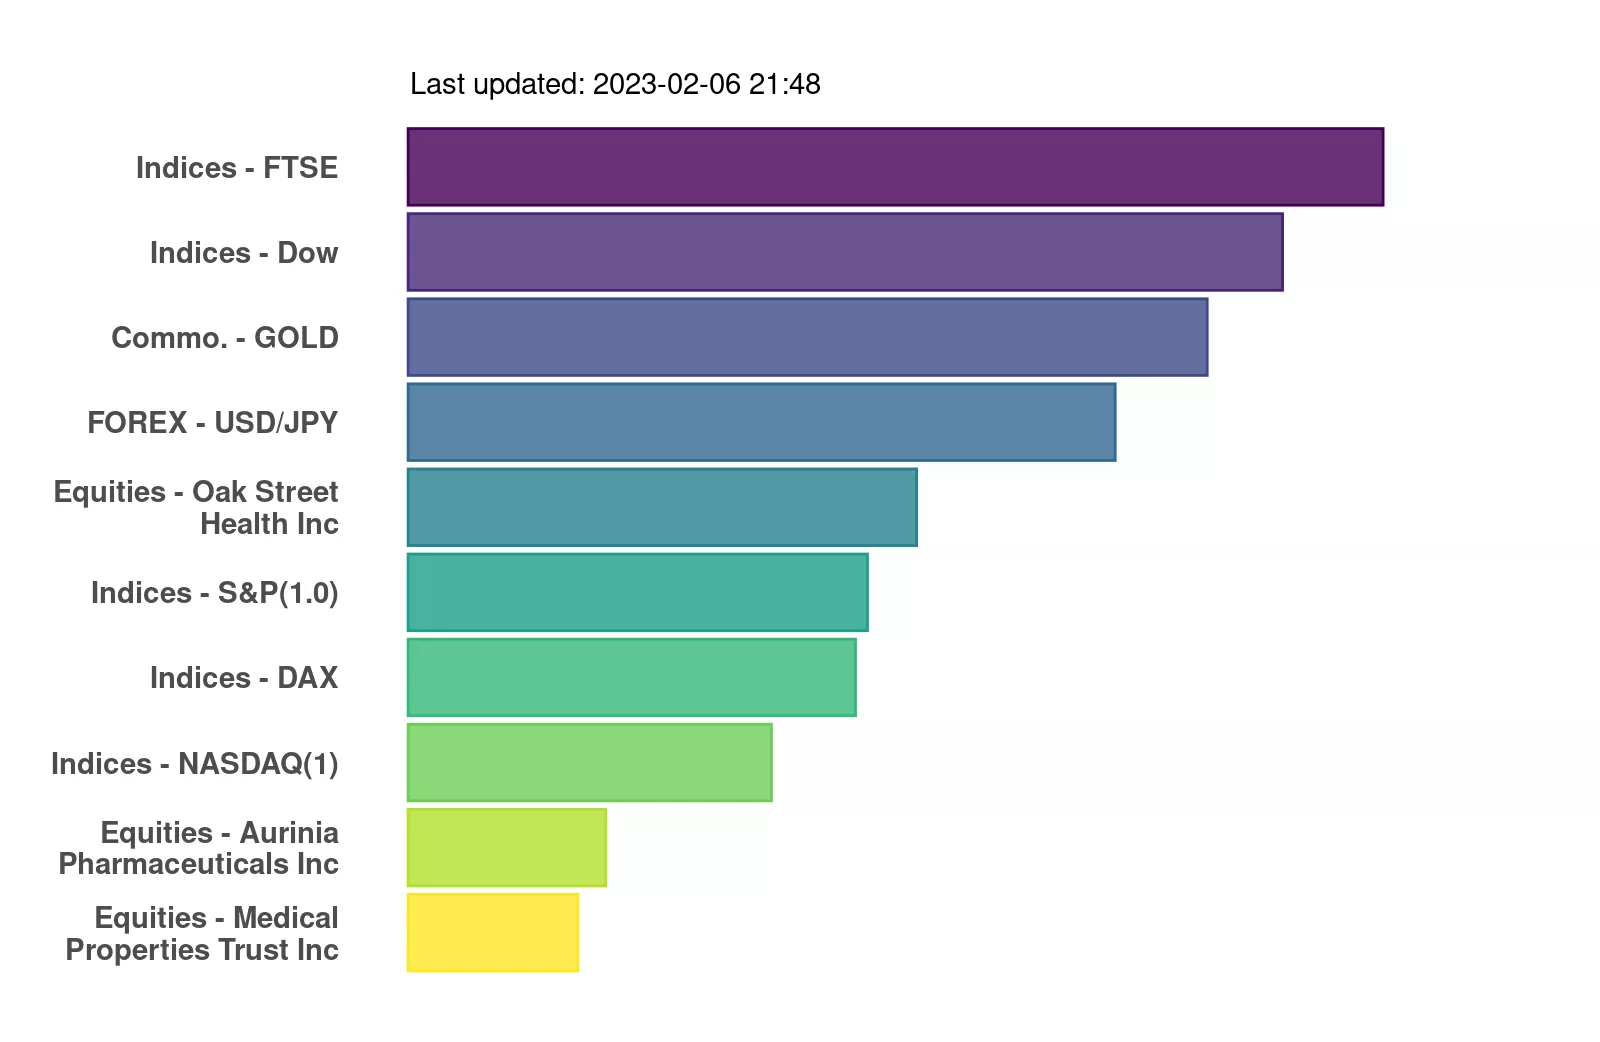 Last updated: 2023-02-06 21:48
Indices - FTSE
Indices - Dow
Commo. - GOLD
FOREX - USD/JPY
Equities - Oak Street
Health Inc
Indices - S&P(1.0)
Indices - DAX
Indices - NASDAQ(1)
Equities - Aurinia
Pharmaceuticals Inc
Equities - Medical
Properties Trust Inc